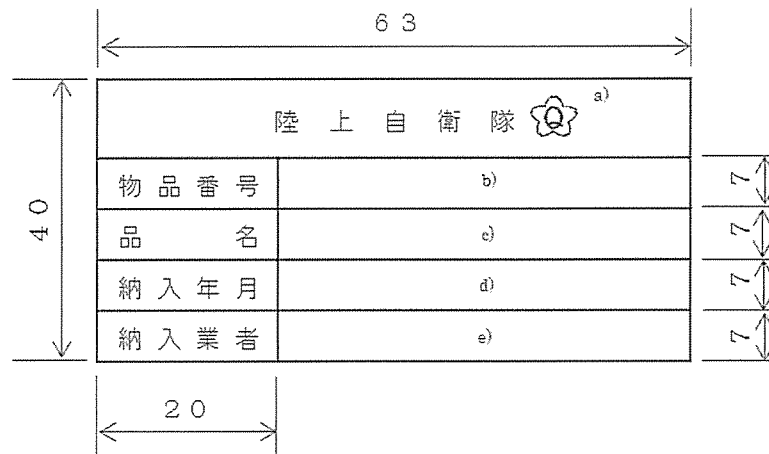 ６３
陸上自衛隊 Q a)
４０
物品番号 b) ７
品名 c) ７
納入年月 d) ７
納入業者 e) ７
２０